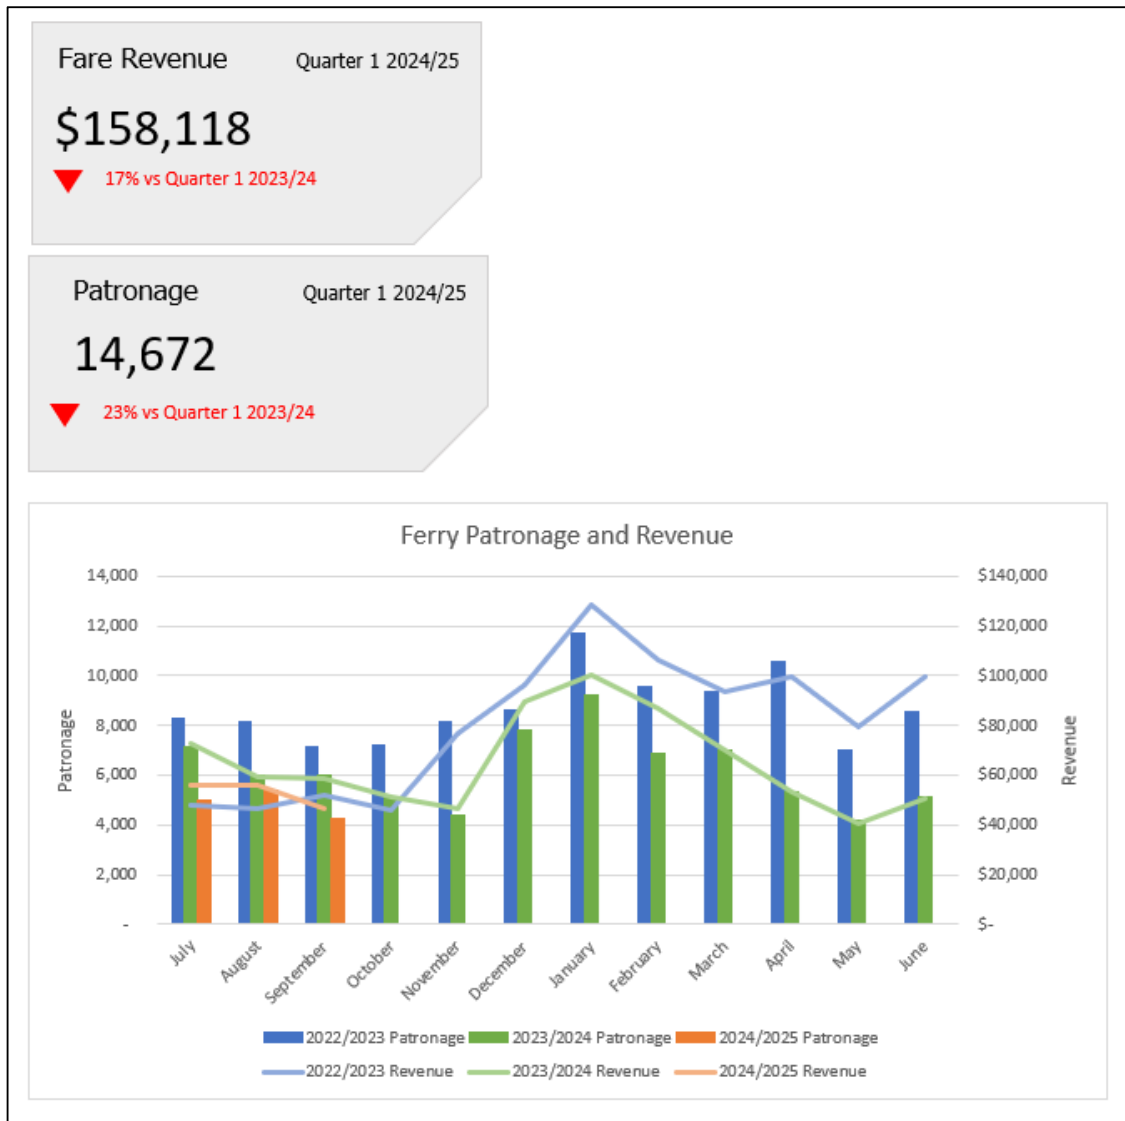 Fare Revenue Quarter 1 2024/25
$158,118
17% vs Quarter 1 2023/24
Patronage Quarter 1 2024/25
14,672
23% vs Quarter 1 2023/24
Ferry Patronage and Revenue
14,000 $140,000
12,000 $120,000
10,000 $100,000
8,000 $80,000
6,000 $60,000
4,000 $40,000
2,000 $20,000
- $-
Patronage
Revenue
July August September October November December January February March April May June
2022/2023 Patronage 2023/2024 Patronage 2024/2025 Patronage
2022/2023 Revenue 2023/2024 Revenue 2024/2025 Revenue